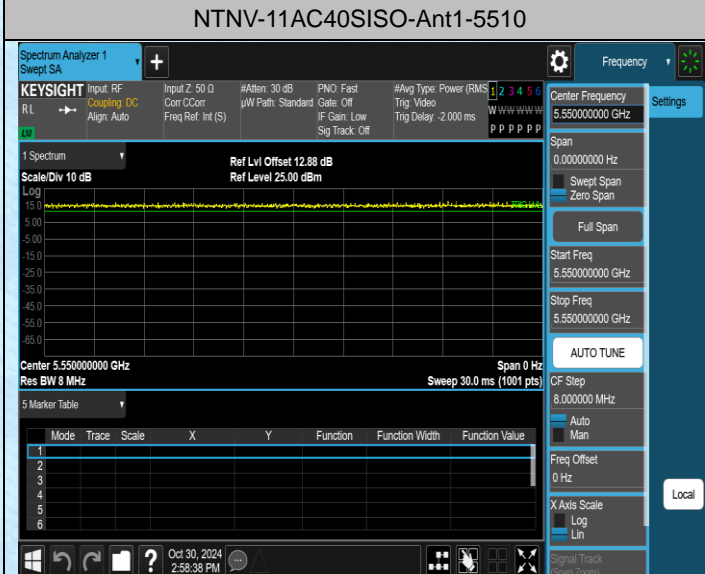 NTNV-11AC40SISO-Ant1-5510
Spectrum Analyzer 1
Swept SA
Frequency
KEYSIGHT
RL
LXI
Input: RF
Coupling: DC
Align: Auto
Input Z: 50 Ω
Corr CCorr
Freq Ref: Int (S)
#Atten: 30 dB
µW Path: Standard
PNO: Fast
Gate: Off
IF Gain: Low
Sig Track: Off
#Avg Type: Power (RMS
Trig: Video
Trig Delay: -2.000 ms
1 2 3 4 5 6
W W W W W W
P P P P P P
Center Frequency
5.550000000 GHz
Settings
Span
0.00000000 Hz
Swept Span
Zero Span
Full Span
Start Freq
5.550000000 GHz
Stop Freq
5.550000000 GHz
AUTO TUNE
CF Step
8.000000 MHz
Auto
Man
Freq Offset
0 Hz
X Axis Scale
Log
Lin
Signal Track
(Span Zoom)
Local
1 Spectrum
Scale/Div 10 dB
Ref Lvl Offset 12.88 dB
Ref Level 25.00 dBm
Log
15.0
5.00
-5.00
-15.0
-25.0
-35.0
-45.0
-55.0
-65.0
Center 5.550000000 GHz
Res BW 8 MHz
Span 0 Hz
Sweep 30.0 ms (1001 pts)
5 Marker Table
Mode Trace Scale X Y Function Function Width Function Value
1
2
3
4
5
6
? Oct 30, 2024
2:58:38 PM